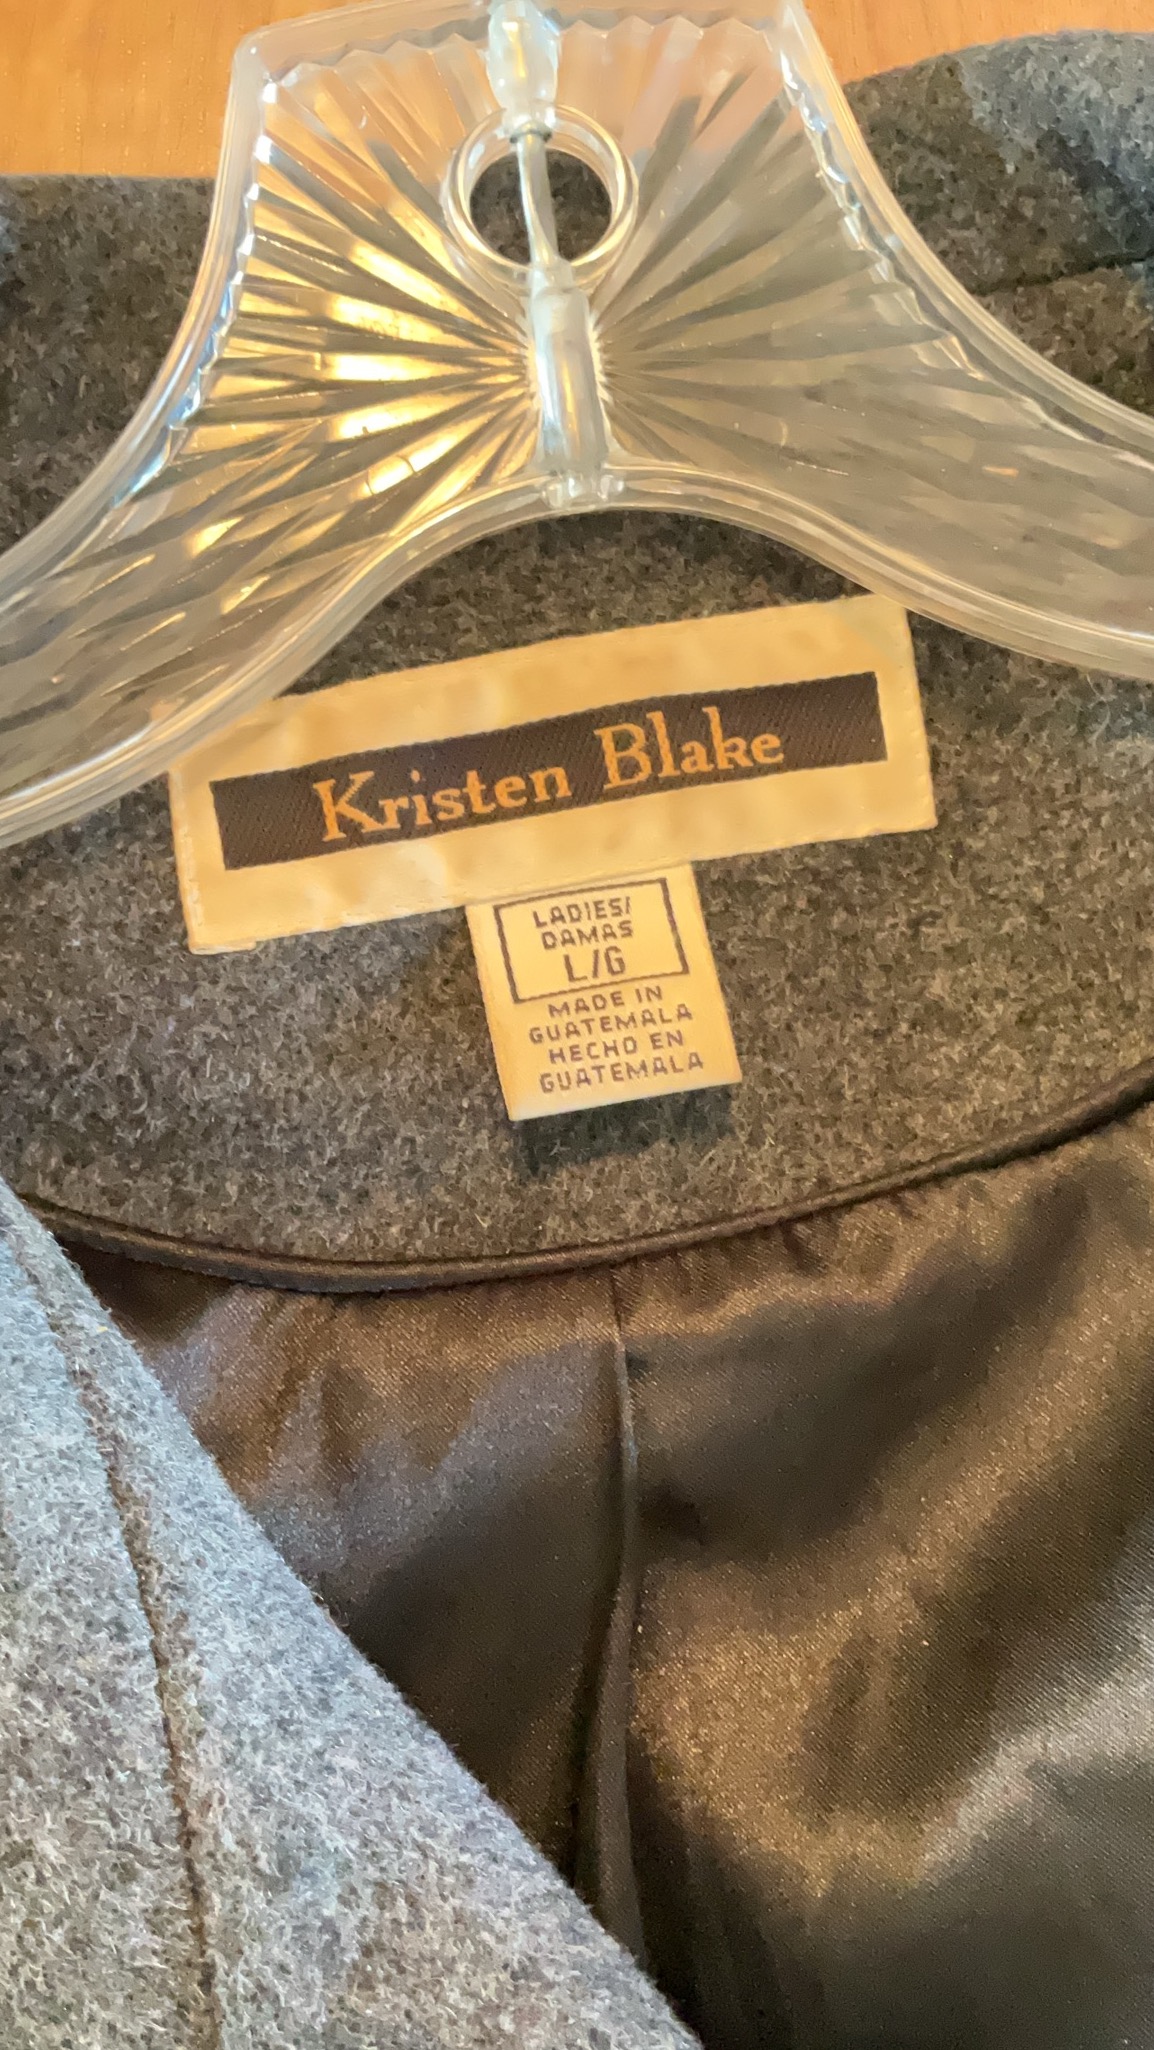 Kristen Blake
LADIES/
DAMAS
L/G
MADE IN
GUATEMALA
HECHO EN
GUATEMALA